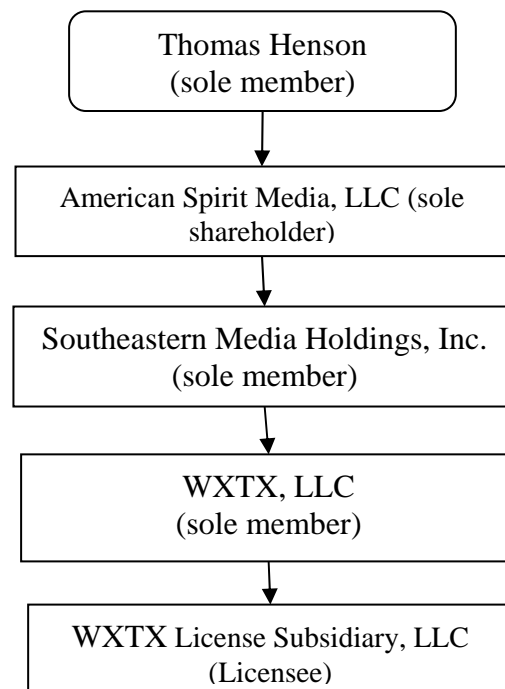 Thomas Henson
(sole member)
American Spirit Media, LLC (sole
shareholder)
Southeastern Media Holdings, Inc.
(sole member)
WXTX, LLC
(sole member)
WXTX License Subsidiary, LLC
(Licensee)